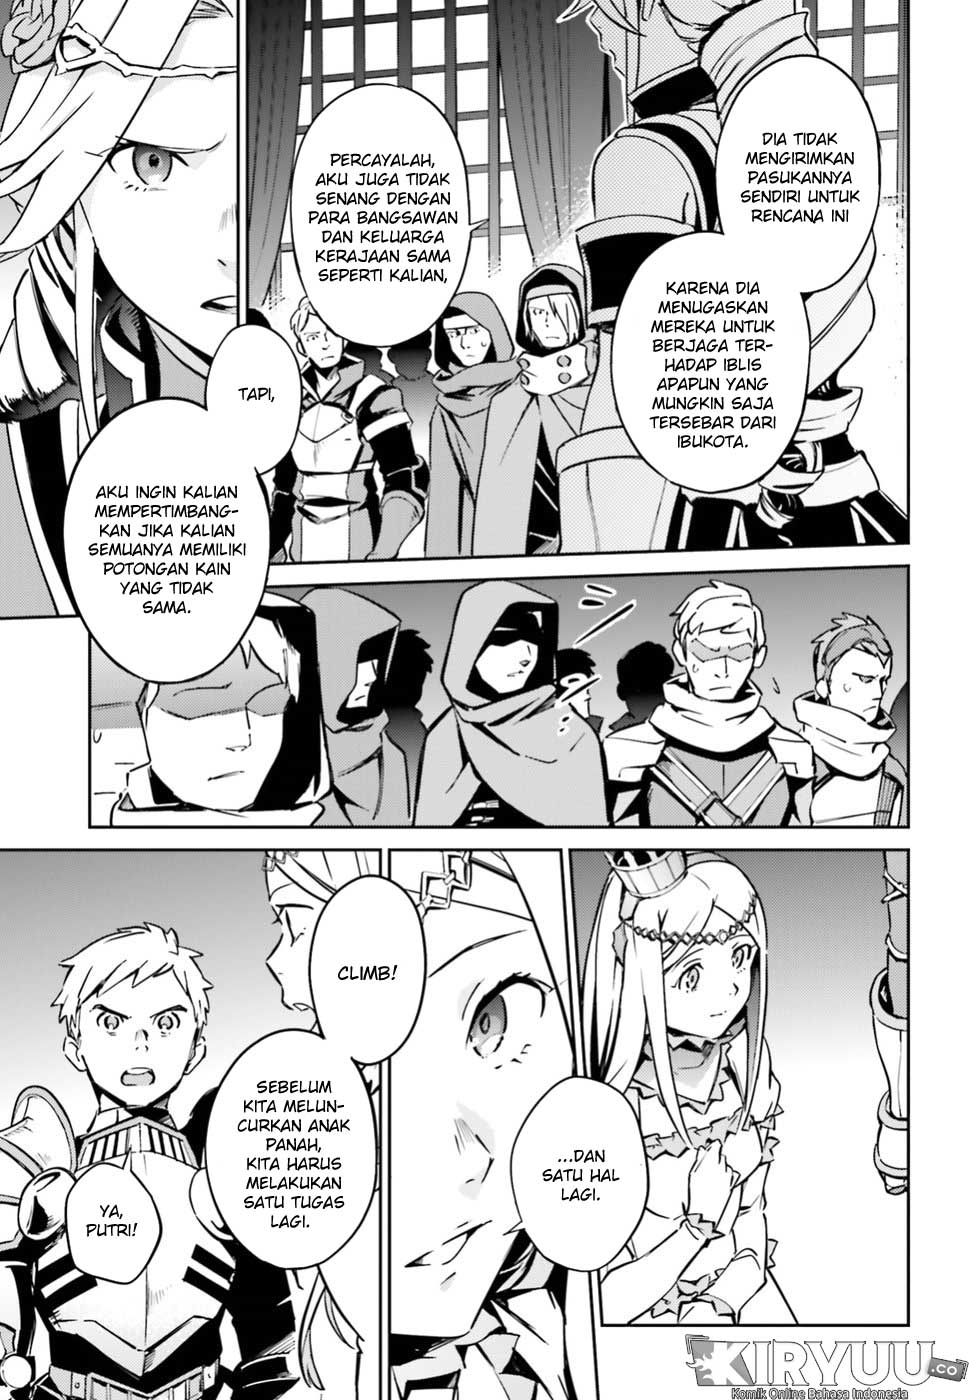 DIA TIDAK
MENGIRIMKAN
PASUKANNYA
SENDIRI UNTUK
RENCANA INI
KARENA DIA
MENUGASKAN
MEREKA UNTUK
BERJAGA TER-
HADAP IBLIS
APAPUN YANG
MUNGKIN SAJA
TERSEBAR DARI
IBUKOTA.
PERCAYALAH,
AKU JUGA TIDAK
SENANG DENGAN
PARA BANGSAWAN
DAN KELUARGA
KERAJAAN SAMA
SEPERTI KALIAN,
TAPI,
AKU INGIN KALIAN
MEMPERTIMBANG-
KAN JIKA KALIAN
SEMUANYA MEMILIKI
POTONGAN KAIN
YANG TIDAK
SAMA.
...DAN
SATU HAL
LAGI.
CLIMB!
SEBELUM
KITA MELUN-
CURKAN ANAK
PANAH,
KITA HARUS
MELAKUKAN
SATU TUGAS
LAGI.
YA,
PUTRI!
KIRYUU.CO
Komik Online Bahasa Indonesia